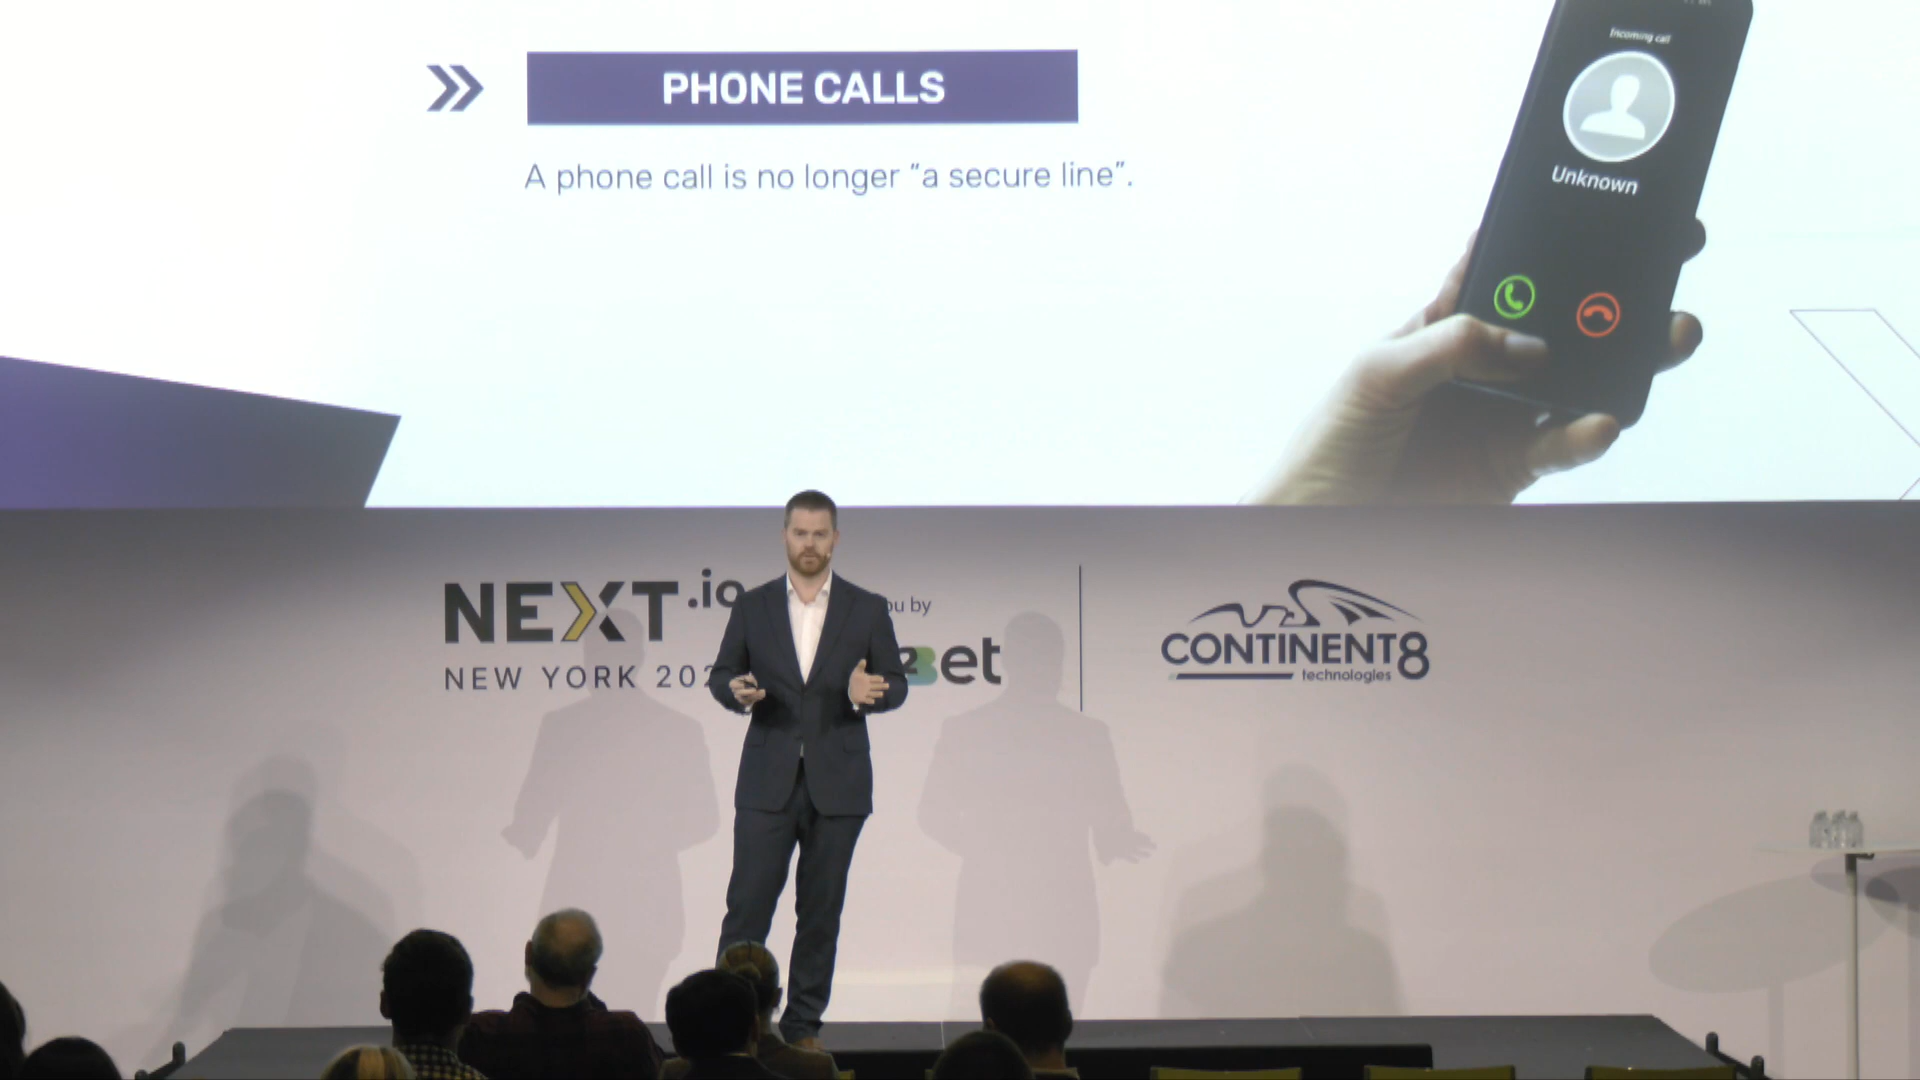 PHONE CALLS
A phone call is no longer “a secure line”.
Incoming call
Unknown
NEXT.io
NEW YORK
by
et
CONTINENT8
technologies